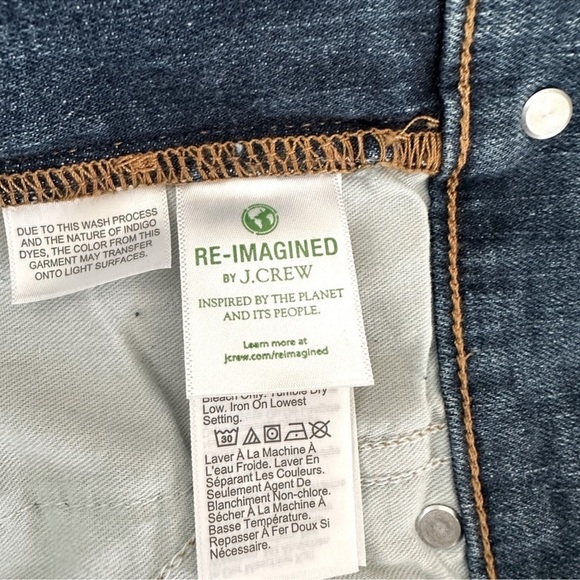 DUE TO THIS WASH PROCESS
AND THE NATURE OF INDIGO
DYES, THE COLOR FROM THIS
GARMENT MAY TRANSFER
ONTO LIGHT SURFACES.
RE-IMAGINED
BY J.CREW
INSPIRED BY THE PLANET
AND ITS PEOPLE.
Learn more at
jcrew.com/reimagined
Bleach Only. Tumble Dry
Low. Iron On Lowest
Setting.
30
Laver À La Machine À
L'eau Froide. Laver En
Séparant Les Couleurs.
Seulement Agent De
Blanchiment Non-chlore.
Sécher À La Machine À
Basse Température.
Repasser À Fer Doux Si
Nécessaire.